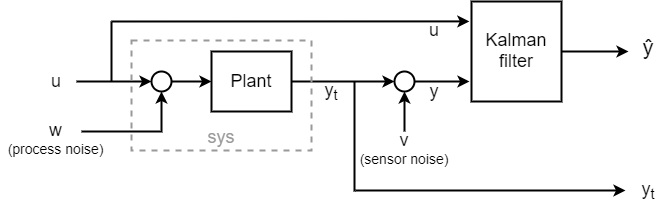 u
Kalman
filter
ŷ
u
Plant
yt
y
w
(process noise)
sys
v
(sensor noise)
yt